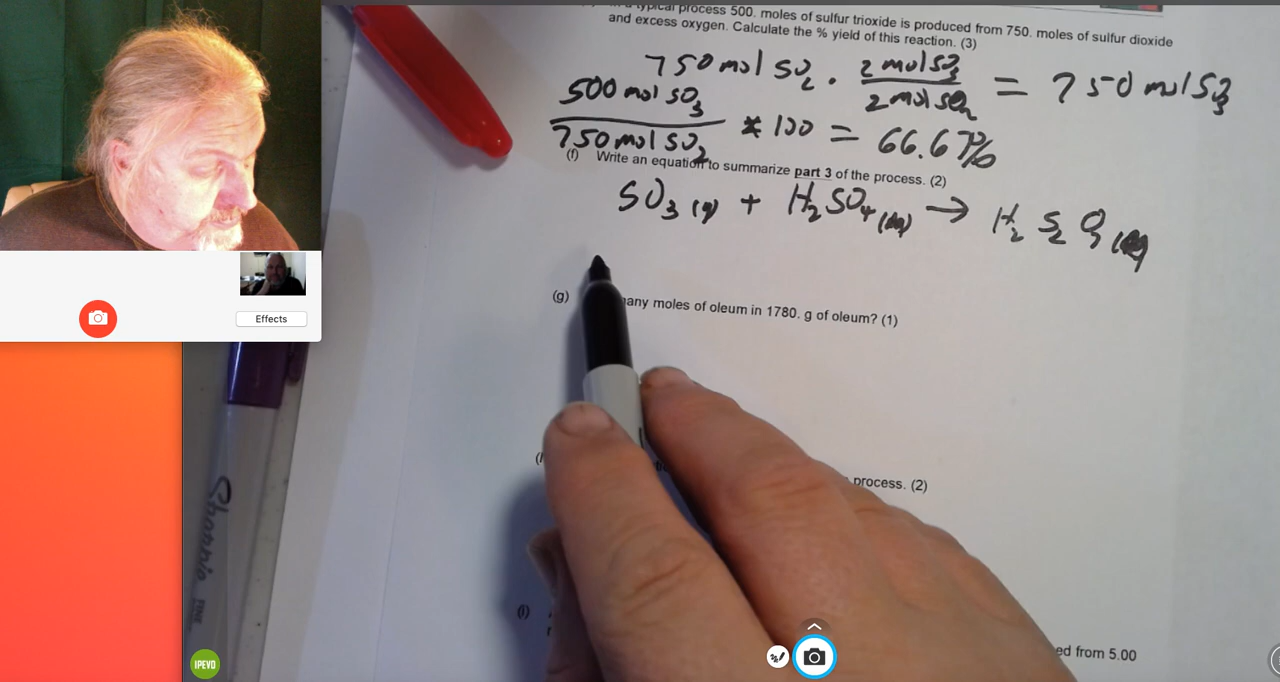 typical process 500. moles of sulfur trioxide is produced from 750. moles of sulfur dioxide
and excess oxygen. Calculate the % yield of this reaction. (3)
750 mol SO2 · 2 mol SO3 / 2 mol SO2 = 750 mol SO3
500 mol SO3 / 750 mol SO2 * 100 = 66.67%
(f) Write an equation to summarize part 3 of the process. (2)
SO3 (g) + H2SO4 → H2S2O7
(g) many moles of oleum in 1780. g of oleum? (1)
process. (2)
(i)
ed from 5.00
Effects
Sharpie
FINE
IPEVO